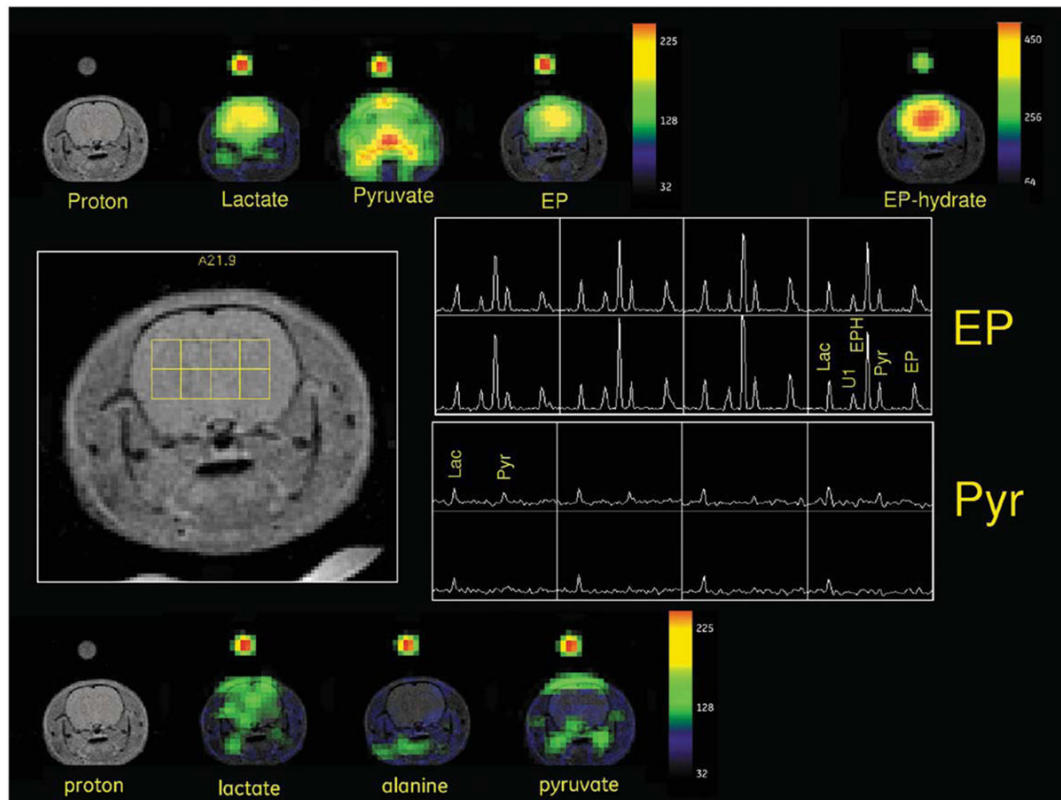 225
128
32
450
256
64
Proton
Lactate
Pyruvate
EP
EP-hydrate
A21.9
Lac
U1
EPH
Pyr
EP
EP
Lac
Pyr
Pyr
225
128
32
proton
lactate
alanine
pyruvate